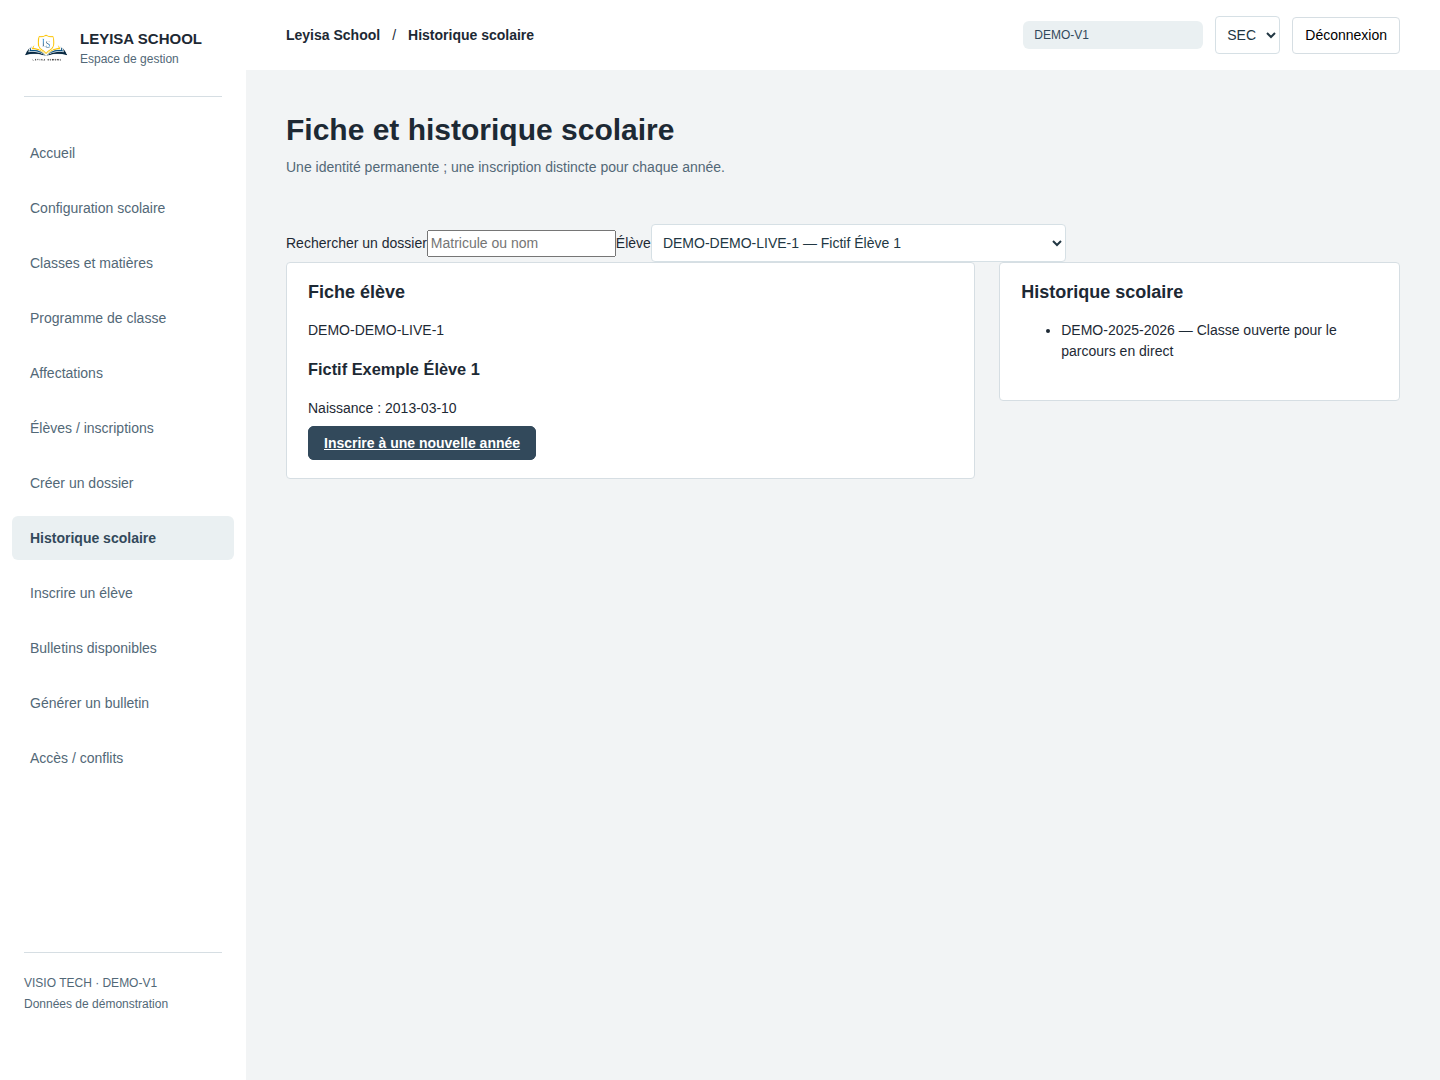 LEYISA SCHOOL
Espace de gestion
Accueil
Configuration scolaire
Classes et matières
Programme de classe
Affectations
Élèves / inscriptions
Créer un dossier
Historique scolaire
Inscrire un élève
Bulletins disponibles
Générer un bulletin
Accès / conflits
VISIO TECH · DEMO-V1
Données de démonstration
Leyisa School / Historique scolaire
DEMO-V1
SEC
Déconnexion
Fiche et historique scolaire
Une identité permanente ; une inscription distincte pour chaque année.
Rechercher un dossier Matricule ou nom Élève DEMO-DEMO-LIVE-1 — Fictif Élève 1
Fiche élève
DEMO-DEMO-LIVE-1
Fictif Exemple Élève 1
Naissance : 2013-03-10
Inscrire à une nouvelle année
Historique scolaire
• DEMO-2025-2026 — Classe ouverte pour le
parcours en direct